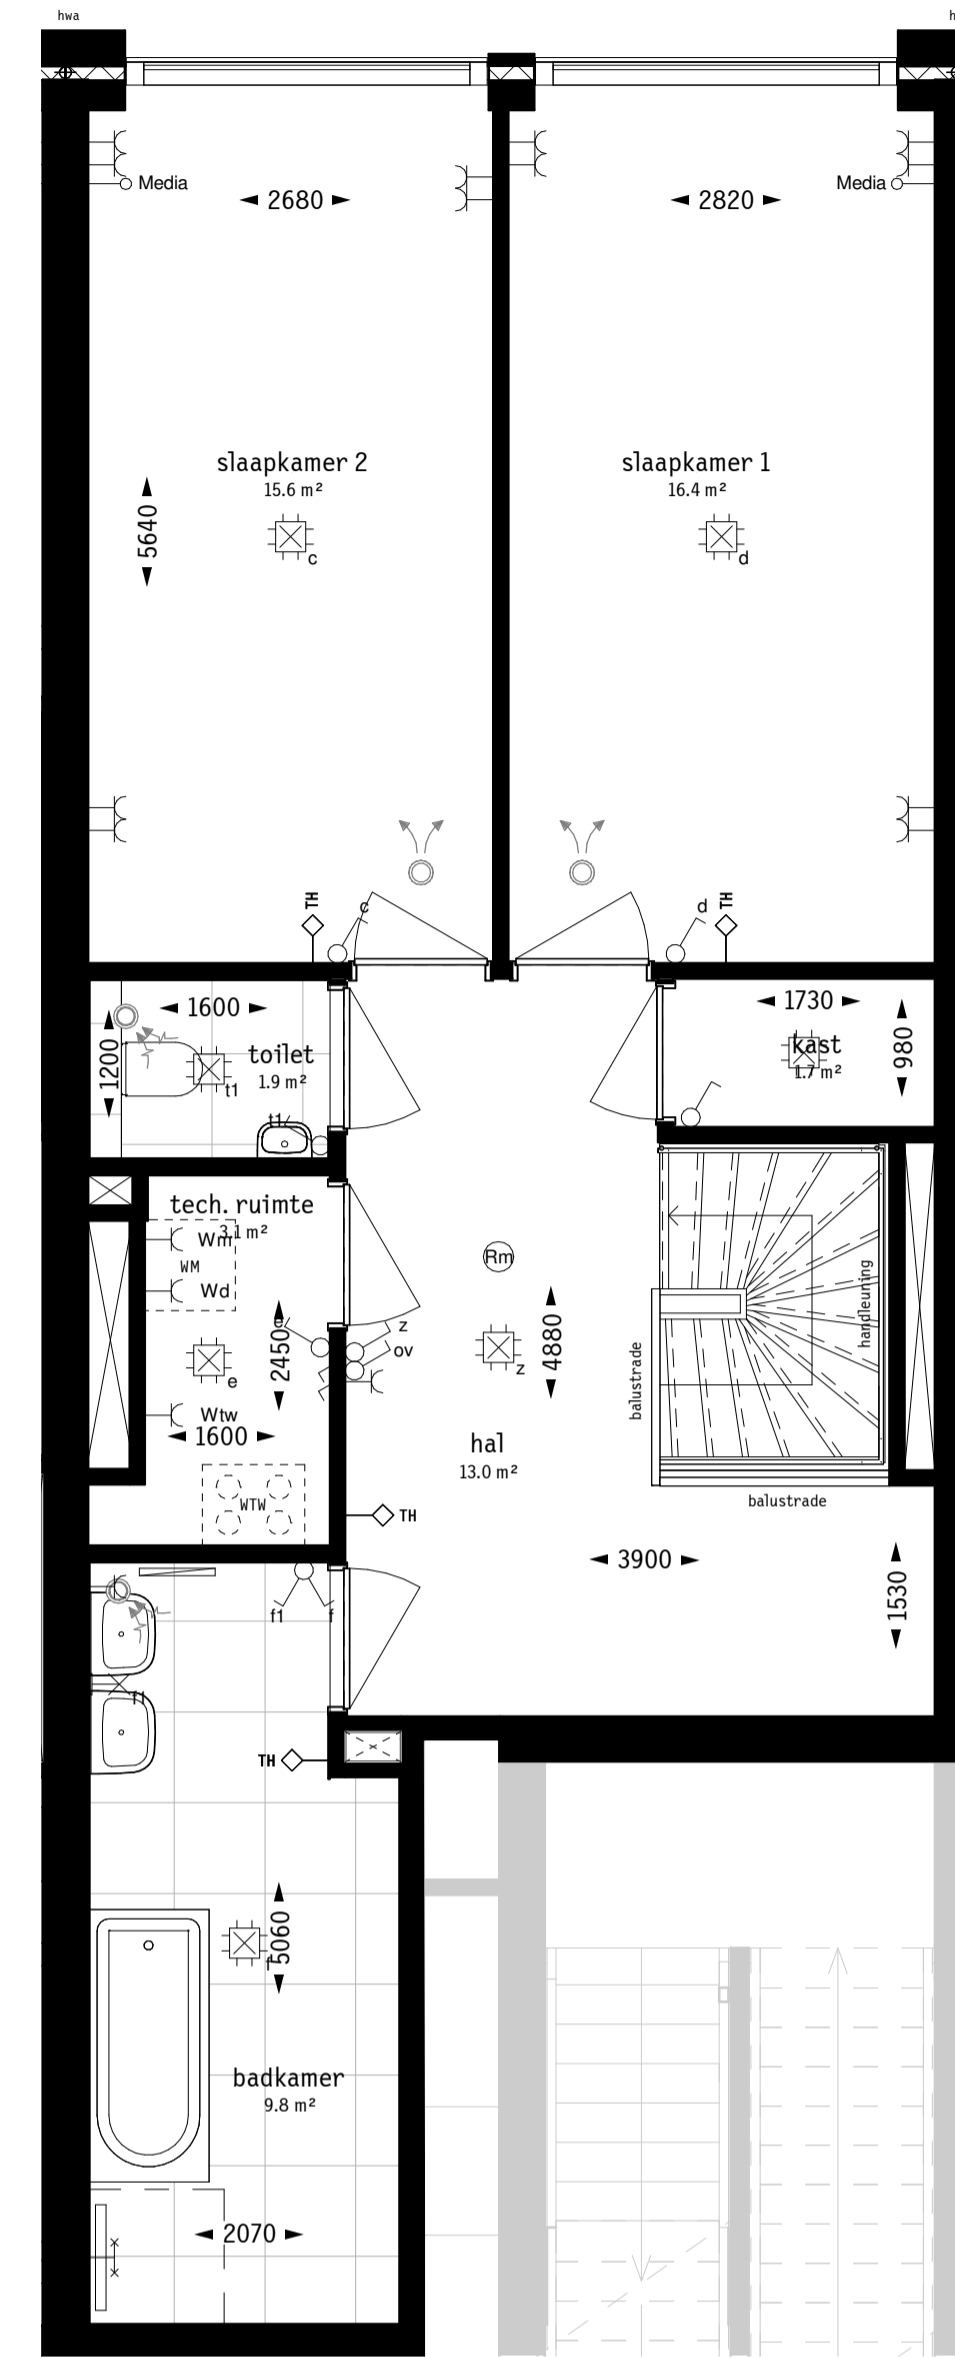 hwa
h
Media
Media
2680
2820
slaapkamer 2
15.6 m²
slaapkamer 1
16.4 m²
5640
c
d
TH
c
d
TH
1600
1730
1200
toilet
1.9 m²
t1
t1
kast
1.7 m²
980
tech. ruimte
3.1 m²
Wm
WM
Wd
Rm
handleuning
e
2450
z
ov
4880
z
balustrade
e
Wtw
1600
hal
13.0 m²
WTW
balustrade
TH
3900
1530
f1
f
f1
TH
5060
f
badkamer
9.8 m²
2070